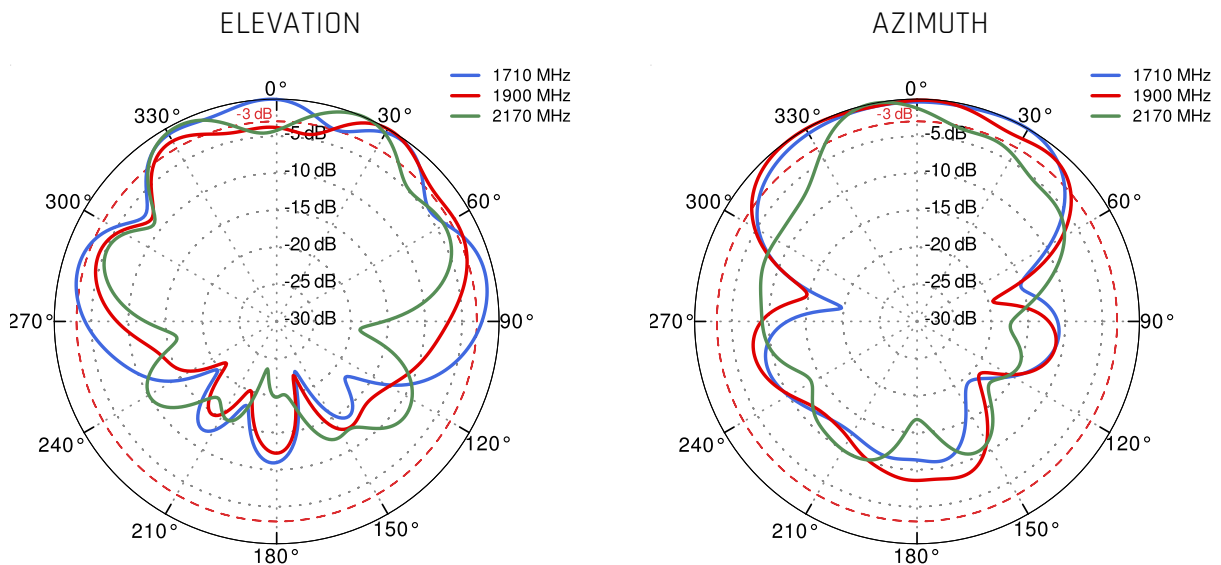 ELEVATION
1710 MHz
1900 MHz
2170 MHz
0°
330°
30°
-3 dB
-5 dB
-10 dB
300°
60°
-15 dB
-20 dB
-25 dB
-30 dB
270°
90°
240°
120°
210°
150°
180°
AZIMUTH
1710 MHz
1900 MHz
2170 MHz
0°
330°
30°
-3 dB
-5 dB
-10 dB
300°
60°
-15 dB
-20 dB
-25 dB
-30 dB
270°
90°
240°
120°
210°
150°
180°